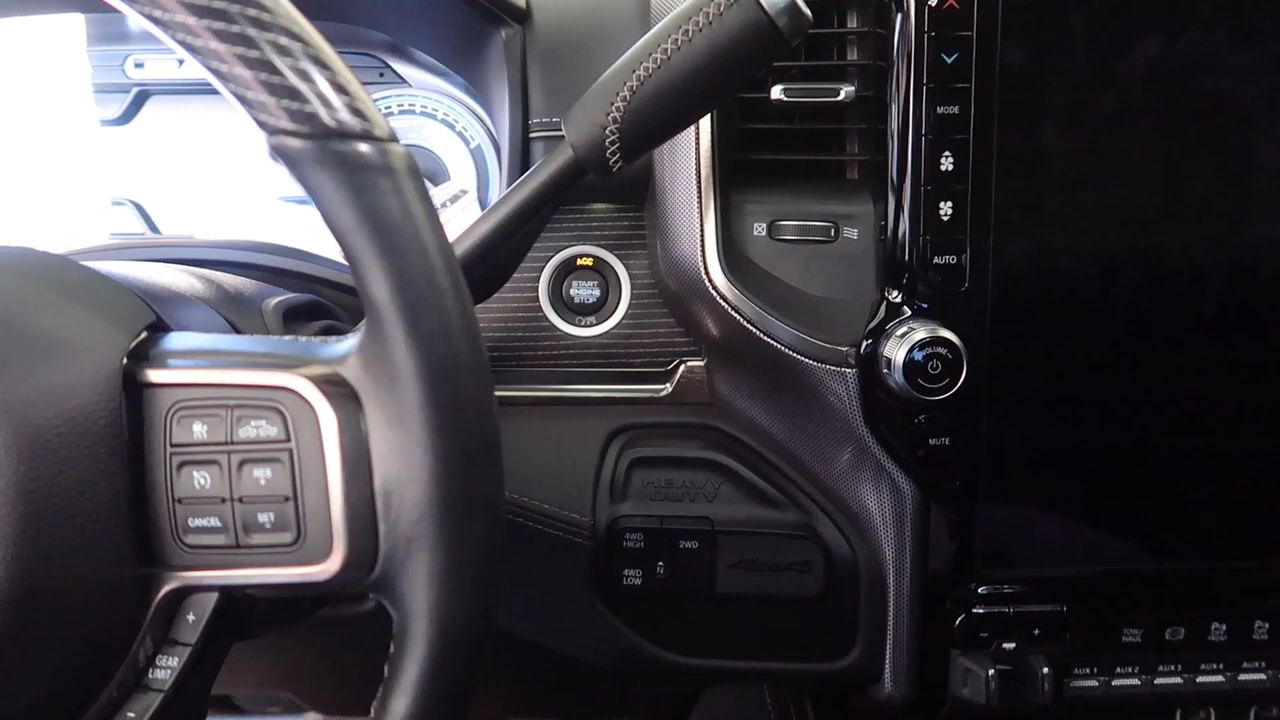 MODE
AUTO
ACC
START
ENGINE
STOP
VOLUME
MUTE
RES
+
CANCEL
SET
HEAVY
DUTY
4WD
HIGH
2WD
N
4WD
LOW
4x4
+
GEAR
LIMIT
-
- +
TOW/
HAUL
AUX 1 AUX 2 AUX 3 AUX 4 AUX 5